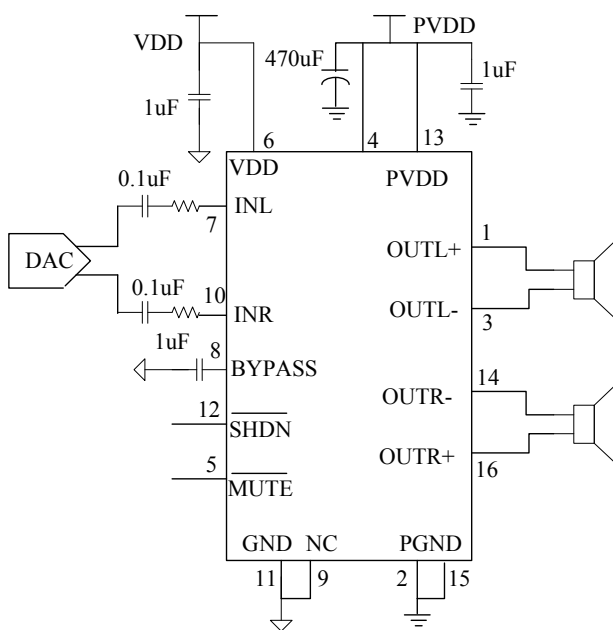 VDD
PVDD
470uF
1uF
1uF
6
4
13
VDD
PVDD
0.1uF
INL
7
1
OUTL+
DAC
0.1uF
10
INR
OUTL-
3
1uF
8
BYPASS
14
OUTR-
12
SHDN
OUTR+
16
5
MUTE
GND
NC
PGND
11
9
2
15